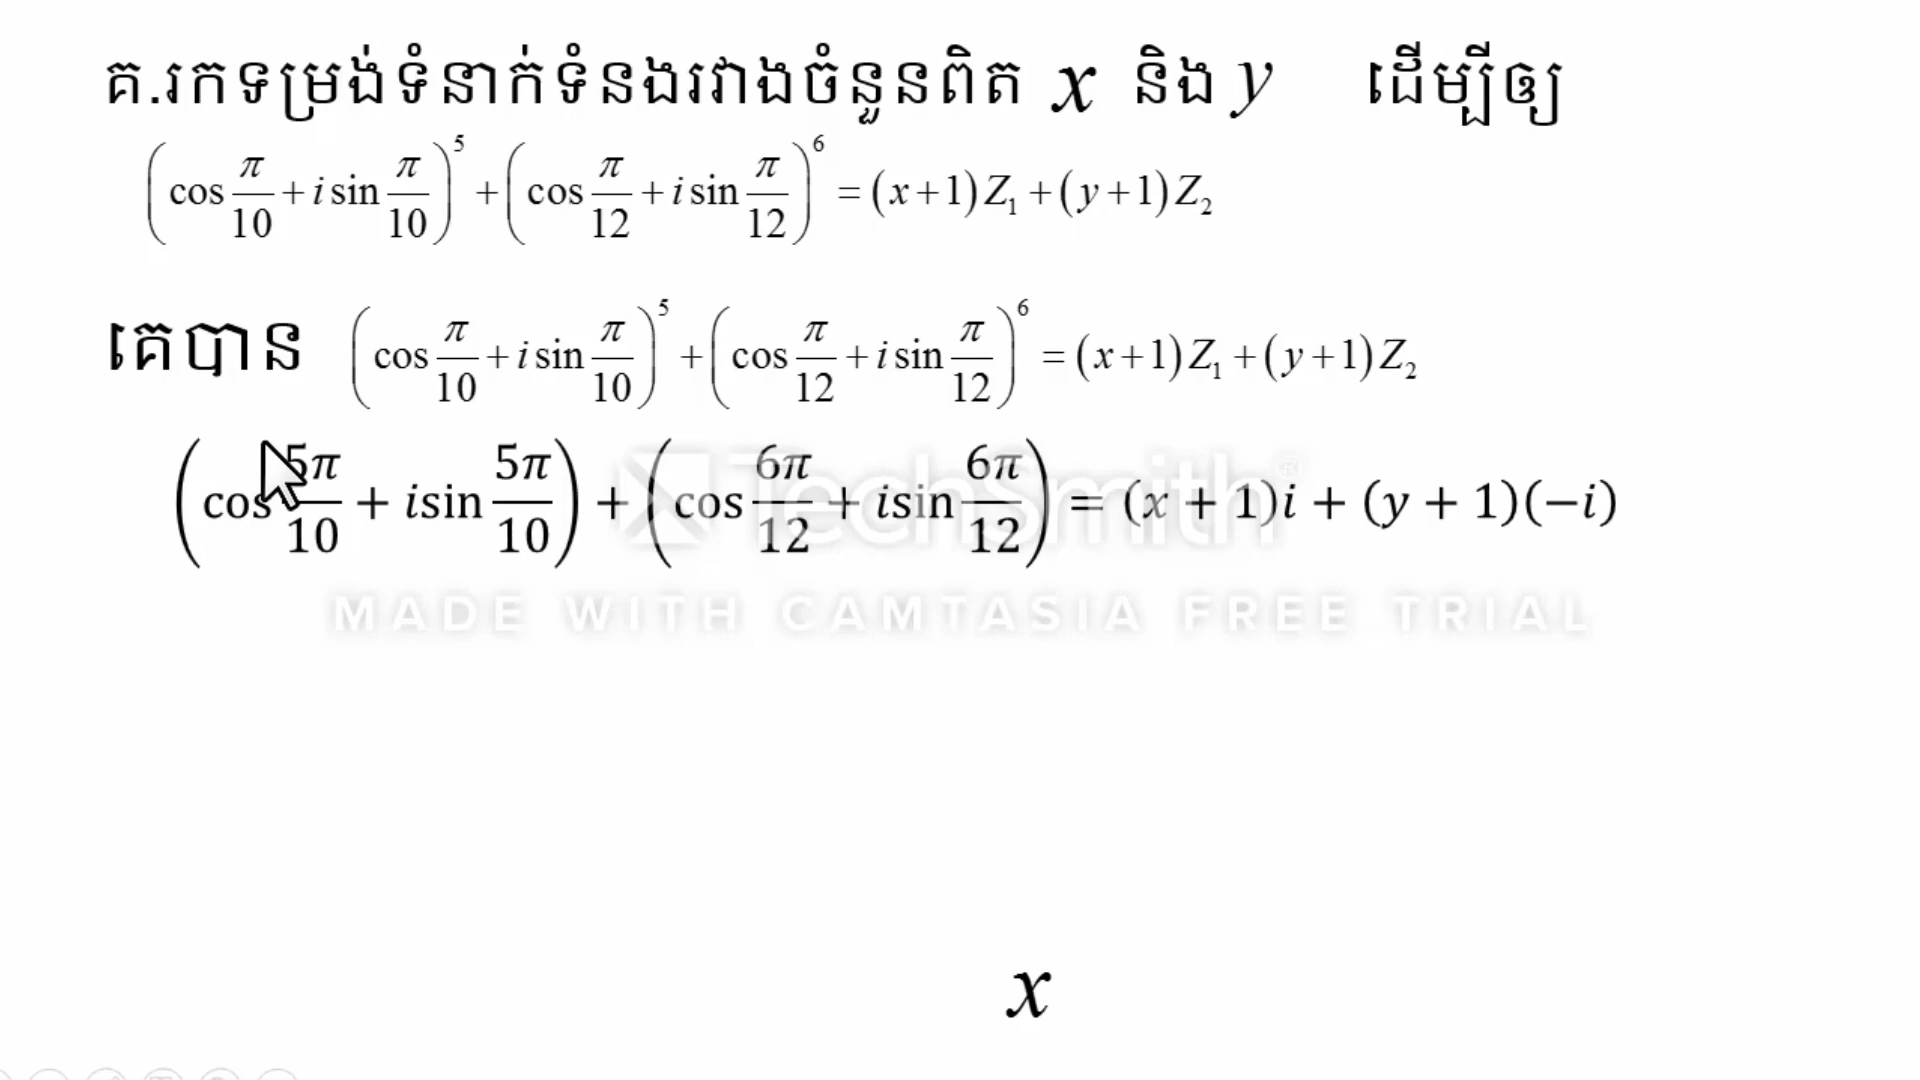 គ.រកទម្រង់ទំនាក់ទំនងរវាងចំនួនពិត x និង y ដើម្បីឲ្យ
(cos π/10 + i sin π/10)^5 + (cos π/12 + i sin π/12)^6 = (x+1)Z₁ + (y+1)Z₂
គេបាន (cos π/10 + i sin π/10)^5 + (cos π/12 + i sin π/12)^6 = (x+1)Z₁ + (y+1)Z₂
(cos 5π/10 + isin 5π/10) + (cos 6π/12 + isin 6π/12) = (x + 1)i + (y + 1)(−i)
TechSmith®
MADE WITH CAMTASIA FREE TRIAL
x